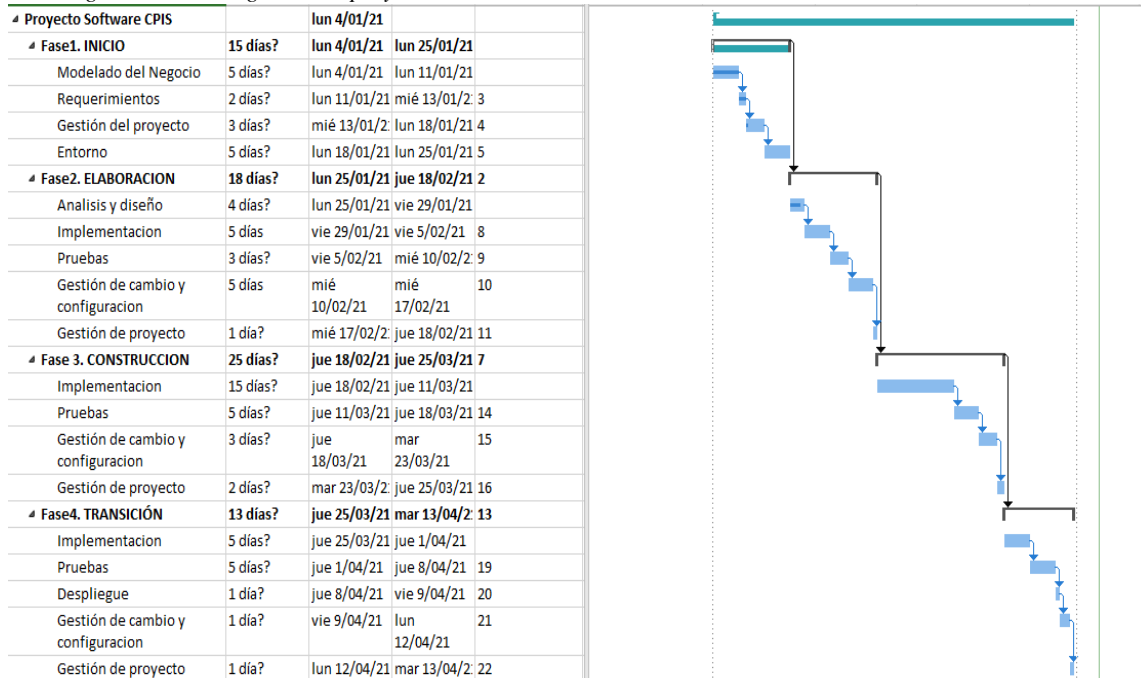 Proyecto Software CPIS lun 4/01/21
Fase1. INICIO 15 días? lun 4/01/21 lun 25/01/21
Modelado del Negocio 5 días? lun 4/01/21 lun 11/01/21
Requerimientos 2 días? lun 11/01/21 mié 13/01/2 3
Gestión del proyecto 3 días? mié 13/01/2 lun 18/01/21 4
Entorno 5 días? lun 18/01/21 lun 25/01/21 5
Fase2. ELABORACION 18 días? lun 25/01/21 jue 18/02/21 2
Analisis y diseño 4 días? lun 25/01/21 vie 29/01/21
Implementacion 5 días vie 29/01/21 vie 5/02/21 8
Pruebas 3 días? vie 5/02/21 mié 10/02/2 9
Gestión de cambio y 5 días mié mié 10
configuracion 10/02/21 17/02/21
Gestión de proyecto 1 día? mié 17/02/2 jue 18/02/21 11
Fase 3. CONSTRUCCION 25 días? jue 18/02/21 jue 25/03/21 7
Implementacion 15 días? jue 18/02/21 jue 11/03/21
Pruebas 5 días? jue 11/03/21 jue 18/03/21 14
Gestión de cambio y 3 días? jue mar 15
configuracion 18/03/21 23/03/21
Gestión de proyecto 2 días? mar 23/03/2 jue 25/03/21 16
Fase4. TRANSICIÓN 13 días? jue 25/03/21 mar 13/04/2 13
Implementacion 5 días? jue 25/03/21 jue 1/04/21
Pruebas 5 días? jue 1/04/21 jue 8/04/21 19
Despliegue 1 día? jue 8/04/21 vie 9/04/21 20
Gestión de cambio y 1 día? vie 9/04/21 lun 21
configuracion 12/04/21
Gestión de proyecto 1 día? lun 12/04/21 mar 13/04/2 22